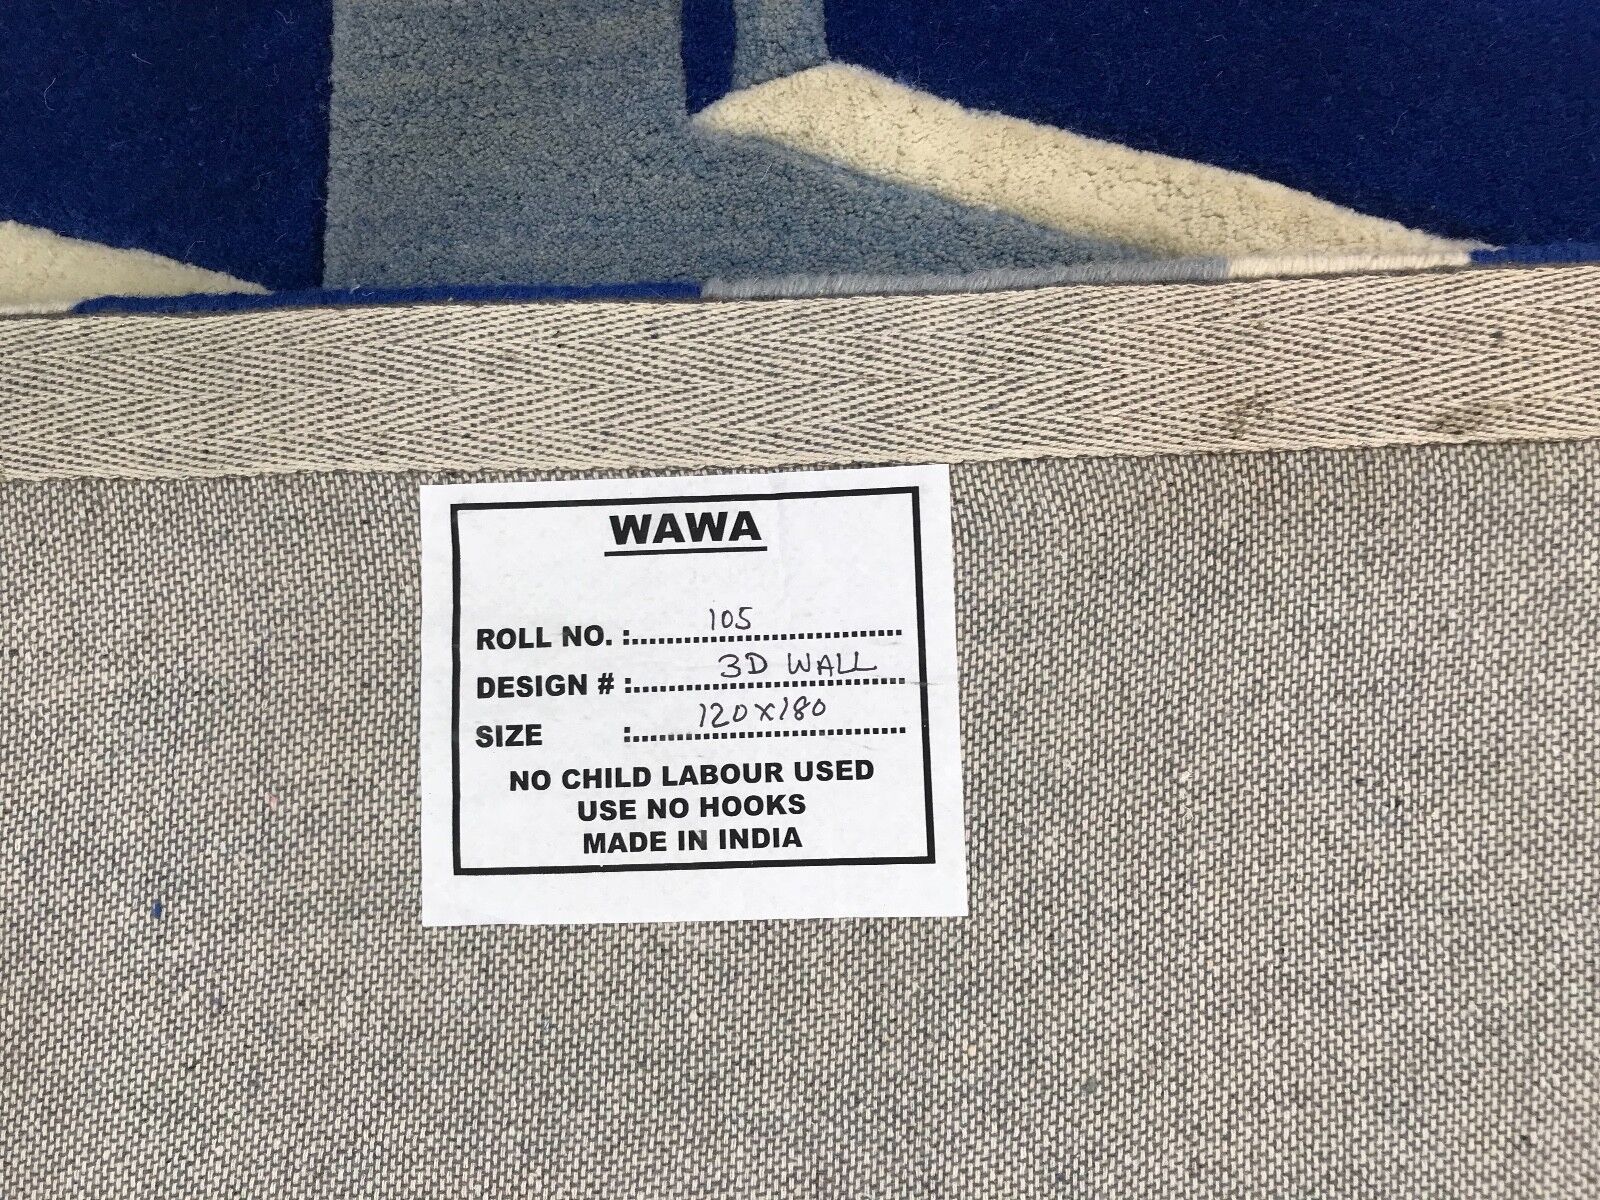 WAWA
ROLL NO. :.............105.................
DESIGN # :.............3D WALL.............
SIZE :.............120x180.............
NO CHILD LABOUR USED
USE NO HOOKS
MADE IN INDIA